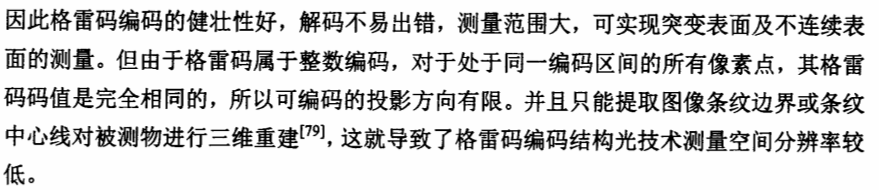 因此格雷码编码的健壮性好，解码不易出错，测量范围大，可实现突变表面及不连续表
面的测量。但由于格雷码属于整数编码，对于处于同一编码区间的所有像素点，其格雷
码码值是完全相同的，所以可编码的投影方向有限。并且只能提取图像条纹边界或条纹
中心线对被测物进行三维重建[79]，这就导致了格雷码编码结构光技术测量空间分辨率较
低。